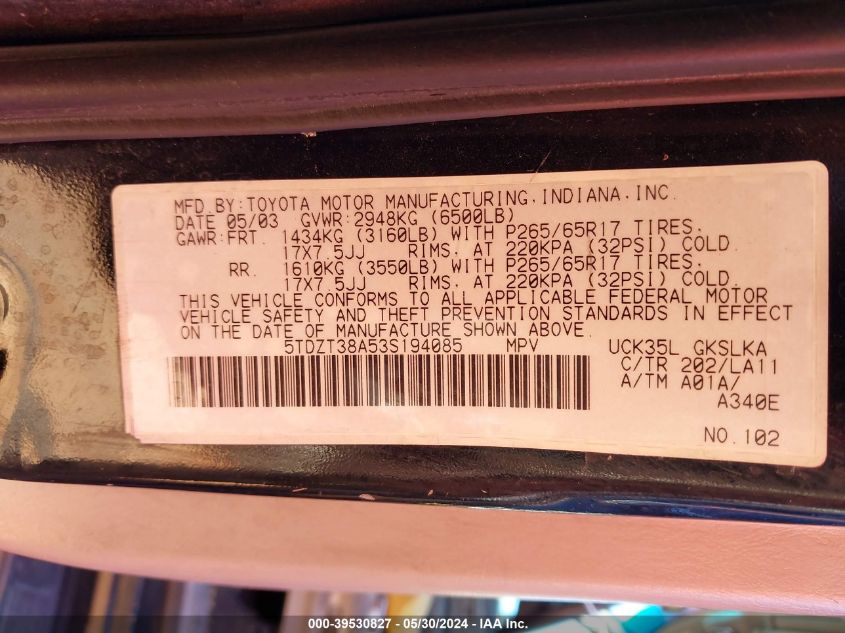 MFD.BY:TOYOTA MOTOR MANUFACTURING,INDIANA,INC.
DATE 05/03 GVWR:2948KG (6500LB)
GAWR:FRT. 1434KG (3160LB) WITH P265/65R17 TIRES.
17X7.5JJ RIMS. AT 220KPA (32PSI) COLD.
RR. 1610KG (3550LB) WITH P265/65R17 TIRES.
17X7.5JJ RIMS. AT 220KPA (32PSI) COLD.
THIS VEHICLE CONFORMS TO ALL APPLICABLE FEDERAL MOTOR
VEHICLE SAFETY AND THEFT PREVENTION STANDARDS IN EFFECT
ON THE DATE OF MANUFACTURE SHOWN ABOVE.
5TDZT38A53S194085 MPV UCK35L GKSLKA
C/TR 202/LA11
A/TM A01A/
A340E
NO.102
000-39530827 - 05/30/2024 - IAA Inc.